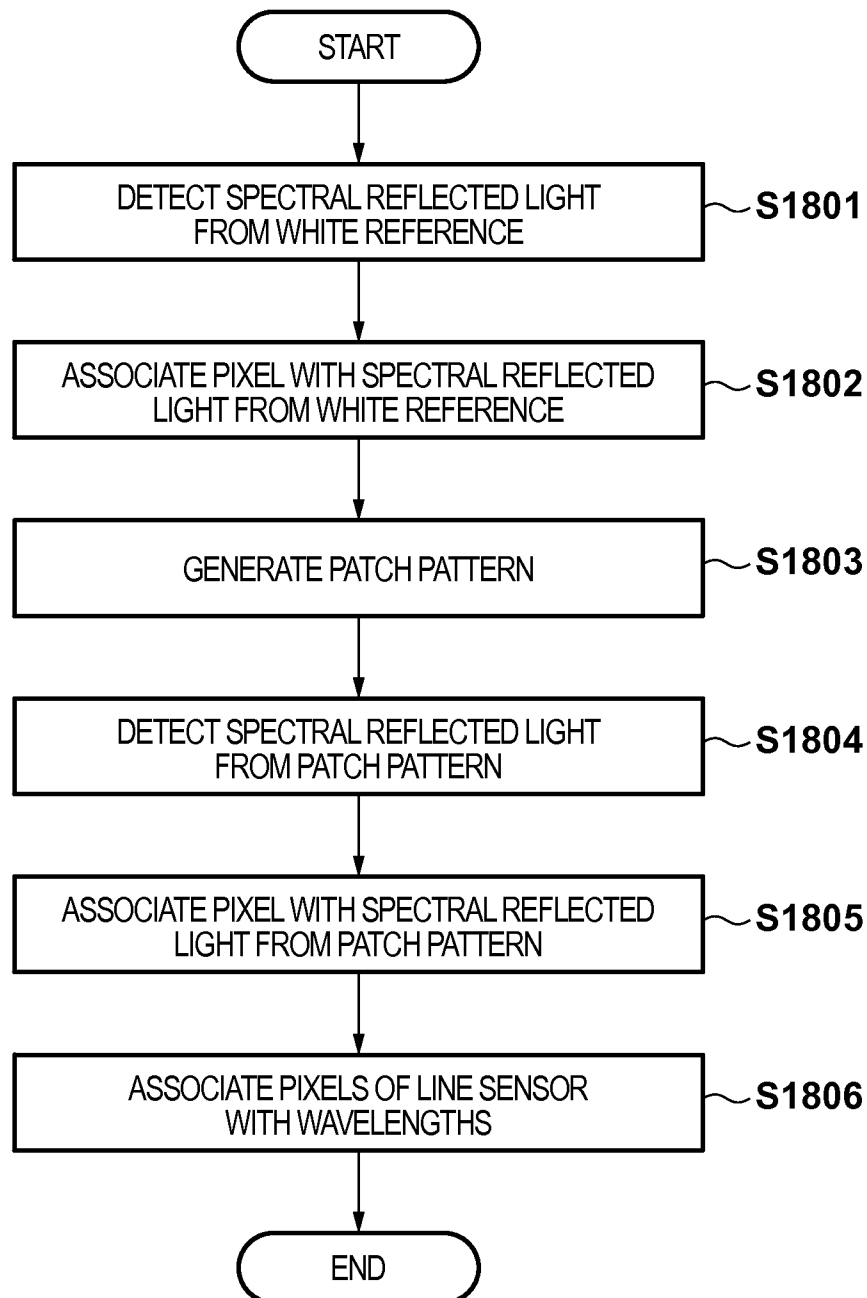 START
DETECT SPECTRAL REFLECTED LIGHT
FROM WHITE REFERENCE
S1801
ASSOCIATE PIXEL WITH SPECTRAL REFLECTED
LIGHT FROM WHITE REFERENCE
S1802
GENERATE PATCH PATTERN
S1803
DETECT SPECTRAL REFLECTED LIGHT
FROM PATCH PATTERN
S1804
ASSOCIATE PIXEL WITH SPECTRAL REFLECTED
LIGHT FROM PATCH PATTERN
S1805
ASSOCIATE PIXELS OF LINE SENSOR
WITH WAVELENGTHS
S1806
END